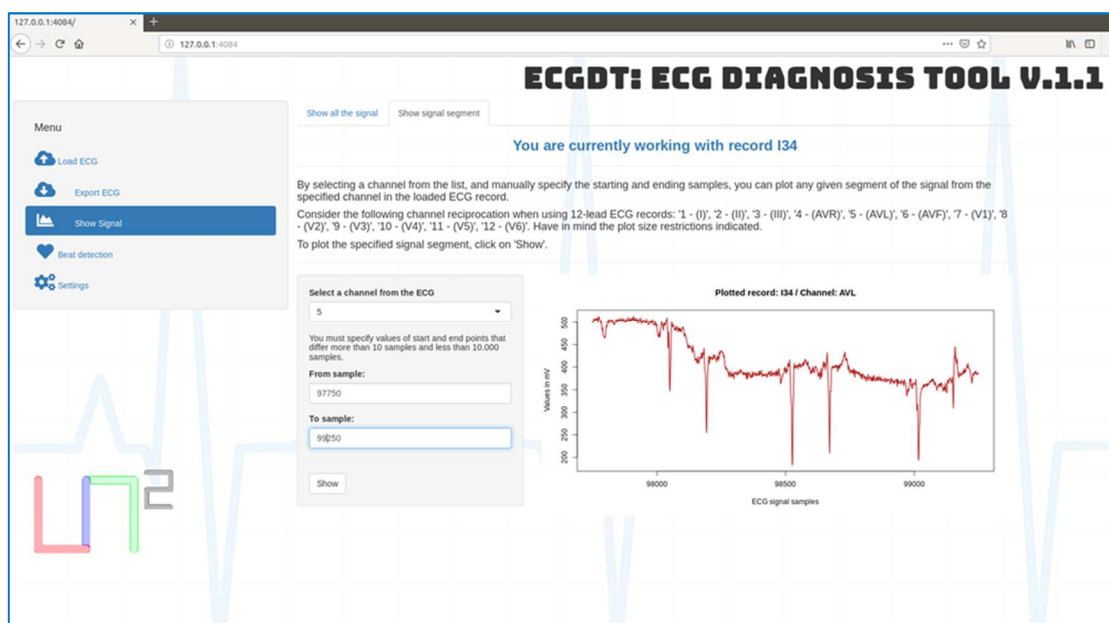 127.0.0.1:4084/
127.0.0.1:4084
ECGDT: ECG DIAGNOSIS TOOL V.1.1
Menu
Load ECG
Export ECG
Show Signal
Beat detection
Settings
Show all the signal Show signal segment
You are currently working with record I34
By selecting a channel from the list, and manually specify the starting and ending samples, you can plot any given segment of the signal from the
specified channel in the loaded ECG record.
Consider the following channel reciprocation when using 12-lead ECG records: '1 - (I)', '2 - (II)', '3 - (III)', '4 - (AVR)', '5 - (AVL)', '6 - (AVF)', '7 - (V1)', '8
- (V2)', '9 - (V3)', '10 - (V4)', '11 - (V5)', '12 - (V6)'. Have in mind the plot size restrictions indicated.
To plot the specified signal segment, click on 'Show'.
Select a channel from the ECG
5
You must specify values of start and end points that
differ more than 10 samples and less than 10.000
samples.
From sample:
97750
To sample:
99250
Show
Plotted record: I34 / Channel: AVL
Values in mV
500
450
400
350
300
250
200
98000 98500 99000
ECG signal samples